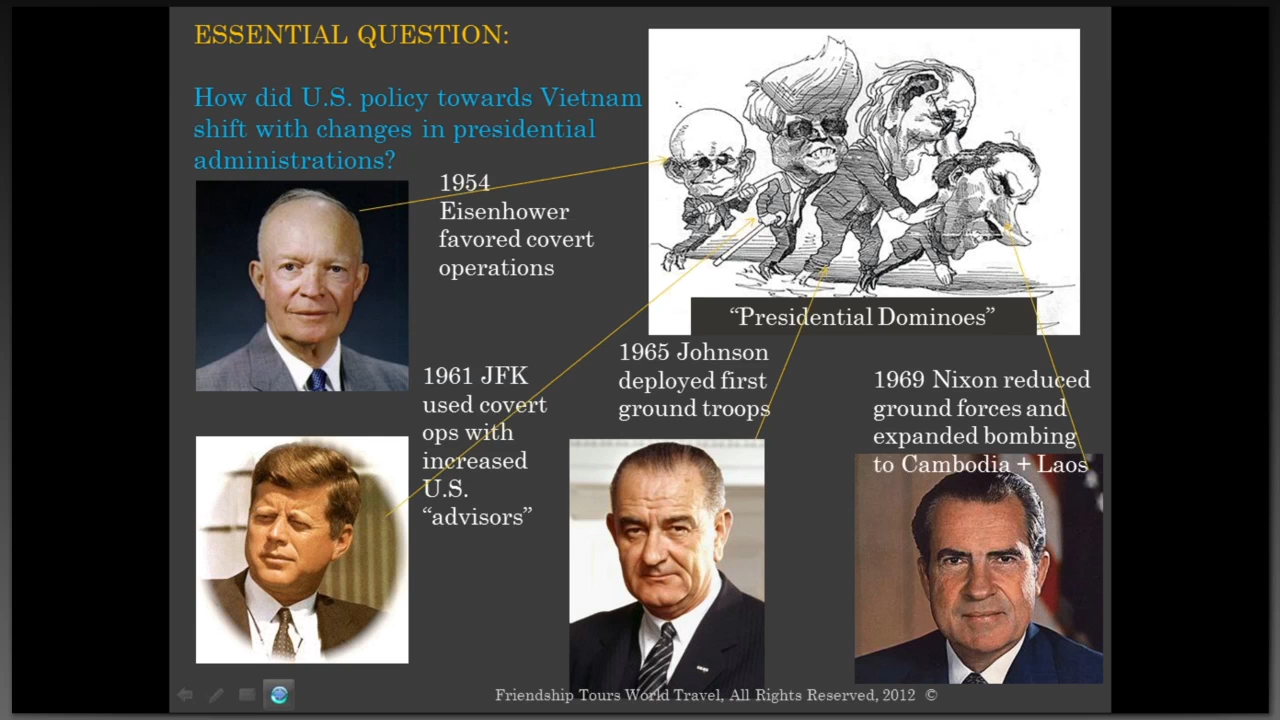 ESSENTIAL QUESTION:
How did U.S. policy towards Vietnam
shift with changes in presidential
administrations?
1954
Eisenhower
favored covert
operations
“Presidential Dominoes”
1961 JFK
used covert
ops with
increased
U.S.
“advisors”
1965 Johnson
deployed first
ground troops
1969 Nixon reduced
ground forces and
expanded bombing
to Cambodia + Laos
Friendship Tours World Travel, All Rights Reserved, 2012 ©